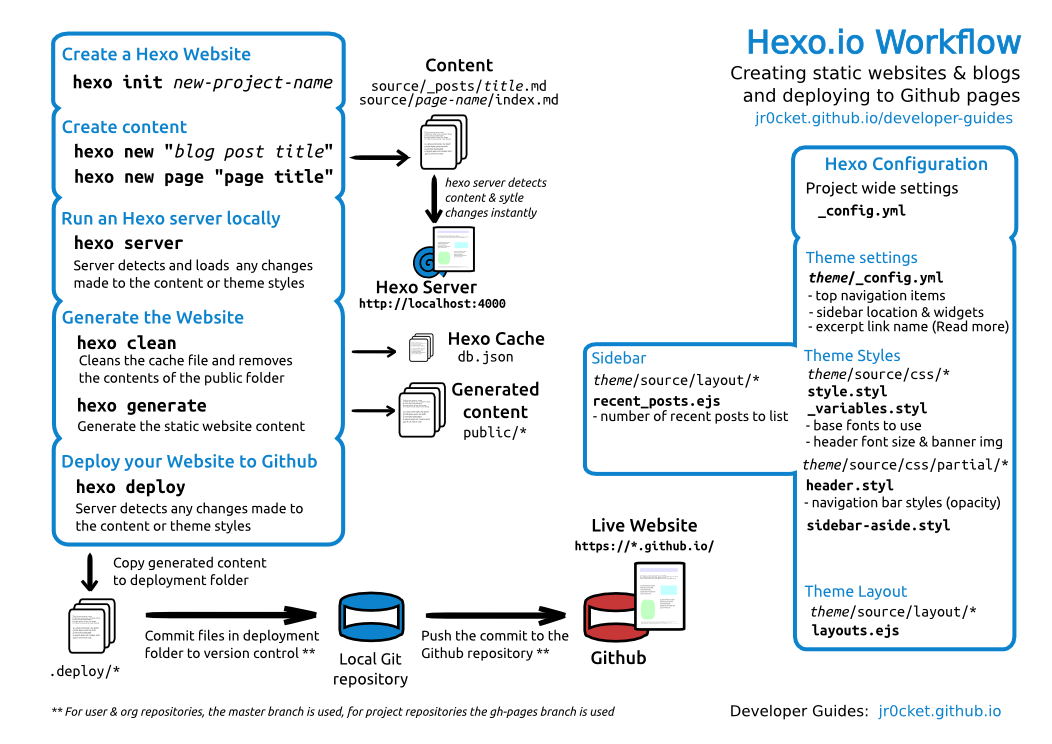 Hexo.io Workflow
Creating static websites & blogs
and deploying to Github pages
jr0cket.github.io/developer-guides
Create a Hexo Website
hexo init new-project-name
Create content
hexo new "blog post title"
hexo new page "page title"
Run an Hexo server locally
hexo server
Server detects and loads any changes
made to the content or theme styles
Generate the Website
hexo clean
Cleans the cache file and removes
the contents of the public folder
hexo generate
Generate the static website content
Deploy your Website to Github
hexo deploy
Server detects any changes made to
the content or theme styles
Content
source/_posts/title.md
source/page-name/index.md
hexo server detects
content & sytle
changes instantly
Hexo Server
http://localhost:4000
Hexo Cache
db.json
Generated
content
public/*
Copy generated content
to deployment folder
.deploy/*
Commit files in deployment
folder to version control **
Local Git
repository
Push the commit to the
Github repository **
Live Website
https://*.github.io/
Github
Hexo Configuration
Project wide settings
_config.yml
Theme settings
theme/_config.yml
- top navigation items
- sidebar location & widgets
- excerpt link name (Read more)
Sidebar
theme/source/layout/*
recent_posts.ejs
- number of recent posts to list
Theme Styles
theme/source/css/*
style.styl
_variables.styl
- base fonts to use
- header font size & banner img
theme/source/css/partial/*
header.styl
- navigation bar styles (opacity)
sidebar-aside.styl
Theme Layout
theme/source/layout/*
layouts.ejs
** For user & org repositories, the master branch is used, for project repositories the gh-pages branch is used
Developer Guides: jr0cket.github.io